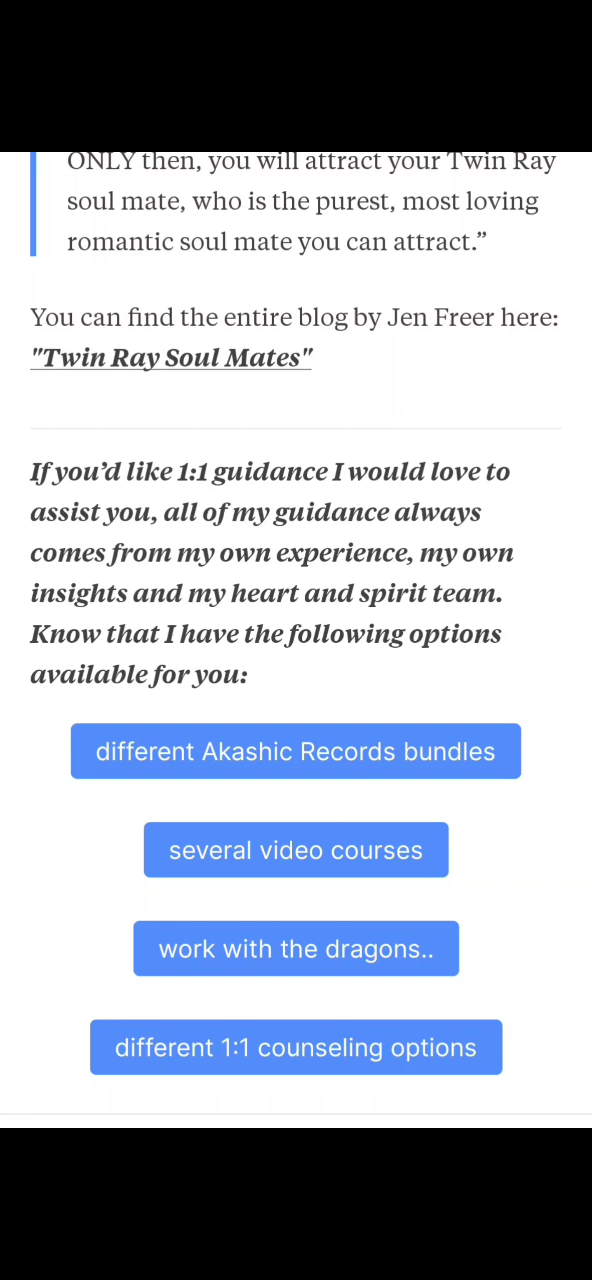 ONLY then, you will attract your Twin Ray
soul mate, who is the purest, most loving
romantic soul mate you can attract.”
You can find the entire blog by Jen Freer here:
"Twin Ray Soul Mates"
If you’d like 1:1 guidance I would love to
assist you, all of my guidance always
comes from my own experience, my own
insights and my heart and spirit team.
Know that I have the following options
available for you:
different Akashic Records bundles
several video courses
work with the dragons..
different 1:1 counseling options